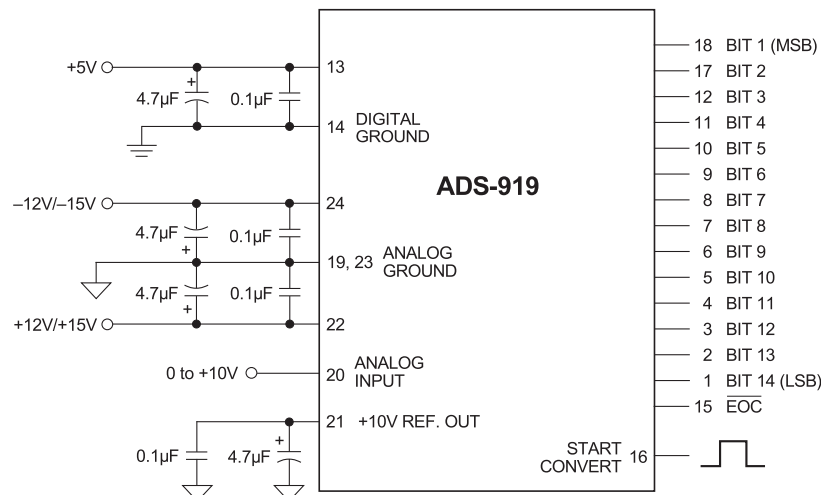 +5V
4.7µF
0.1µF
13
14 DIGITAL GROUND
–12V/–15V
4.7µF
0.1µF
24
19, 23 ANALOG GROUND
4.7µF
0.1µF
+12V/+15V
22
0 to +10V
20 ANALOG INPUT
21 +10V REF. OUT
0.1µF
4.7µF
ADS-919
18 BIT 1 (MSB)
17 BIT 2
12 BIT 3
11 BIT 4
10 BIT 5
9 BIT 6
8 BIT 7
7 BIT 8
6 BIT 9
5 BIT 10
4 BIT 11
3 BIT 12
2 BIT 13
1 BIT 14 (LSB)
15 EOC
START CONVERT 16